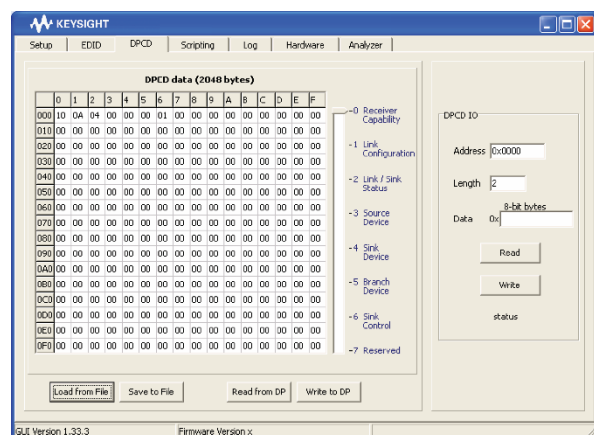 KEYSIGHT
Setup EDID DPCD Scripting Log Hardware Analyzer
DPCD data (2048 bytes)
0 1 2 3 4 5 6 7 8 9 A B C D E F
000 10 0A 04 00 00 00 01 00 00 00 00 00 00 00 00 00
010 00 00 00 00 00 00 00 00 00 00 00 00 00 00 00 00
020 00 00 00 00 00 00 00 00 00 00 00 00 00 00 00 00
030 00 00 00 00 00 00 00 00 00 00 00 00 00 00 00 00
040 00 00 00 00 00 00 00 00 00 00 00 00 00 00 00 00
050 00 00 00 00 00 00 00 00 00 00 00 00 00 00 00 00
060 00 00 00 00 00 00 00 00 00 00 00 00 00 00 00 00
070 00 00 00 00 00 00 00 00 00 00 00 00 00 00 00 00
080 00 00 00 00 00 00 00 00 00 00 00 00 00 00 00 00
090 00 00 00 00 00 00 00 00 00 00 00 00 00 00 00 00
0A0 00 00 00 00 00 00 00 00 00 00 00 00 00 00 00 00
0B0 00 00 00 00 00 00 00 00 00 00 00 00 00 00 00 00
0C0 00 00 00 00 00 00 00 00 00 00 00 00 00 00 00 00
0D0 00 00 00 00 00 00 00 00 00 00 00 00 00 00 00 00
0E0 00 00 00 00 00 00 00 00 00 00 00 00 00 00 00 00
0F0 00 00 00 00 00 00 00 00 00 00 00 00 00 00 00 00
-0 Receiver
Capability
-1 Link
Configuration
-2 Link / Sink
Status
-3 Source
Device
-4 Sink
Device
-5 Branch
Device
-6 Sink
Control
-7 Reserved
Load from File Save to File Read from DP Write to DP
DPCD IO
Address 0x0000
Length 2
8-bit bytes
Data 0x
Read
Write
status
GUI Version 1.33.3 Firmware Version x